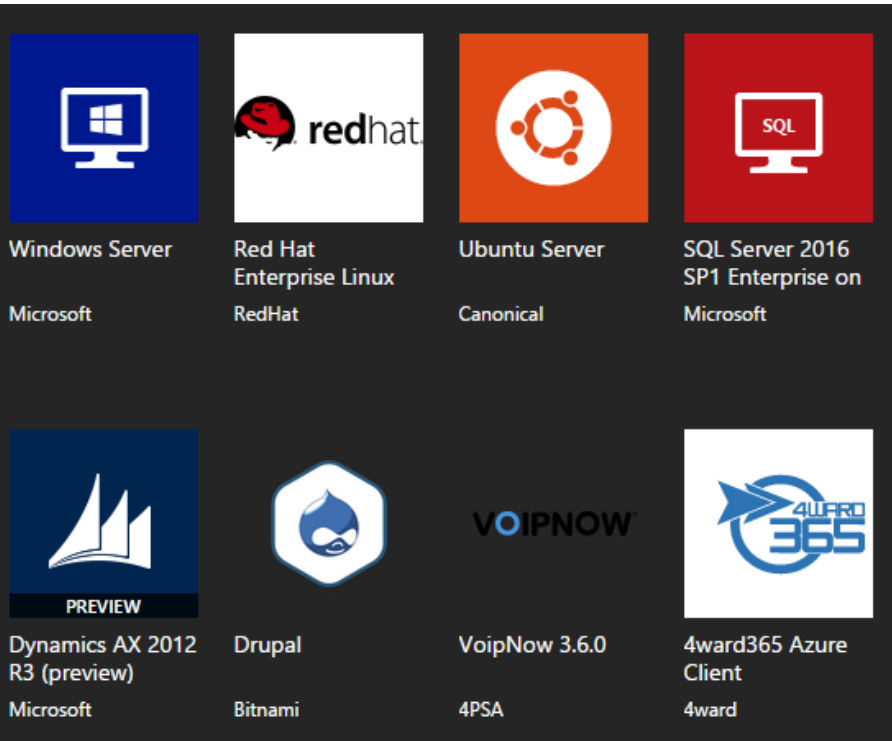 redhat.
SQL
Windows Server
Red Hat
Enterprise Linux
Ubuntu Server
SQL Server 2016
SP1 Enterprise on
Microsoft
RedHat
Canonical
Microsoft
PREVIEW
VOIPNOW
4WARD
365
Dynamics AX 2012
R3 (preview)
Drupal
VoipNow 3.6.0
4ward365 Azure
Client
Microsoft
Bitnami
4PSA
4ward